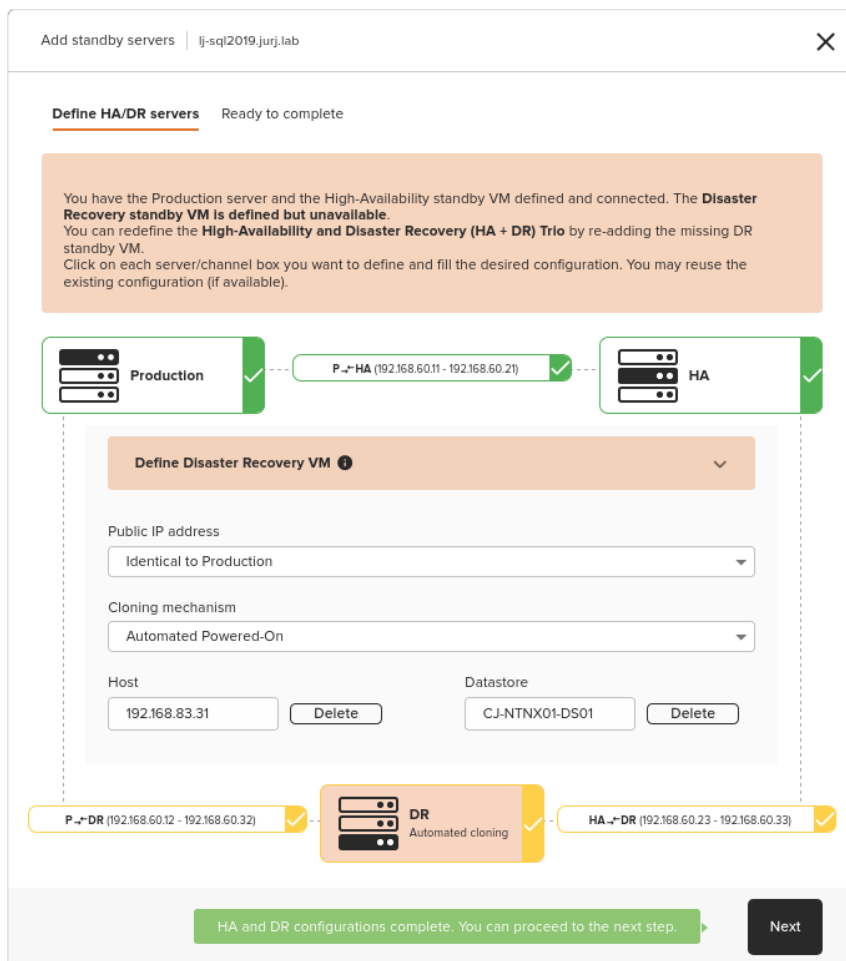 Add standby servers | lj-sql2019.jurj.lab
Define HA/DR servers Ready to complete
You have the Production server and the High-Availability standby VM defined and connected. The Disaster
Recovery standby VM is defined but unavailable.
You can redefine the High-Availability and Disaster Recovery (HA + DR) Trio by re-adding the missing DR
standby VM.
Click on each server/channel box you want to define and fill the desired configuration. You may reuse the
existing configuration (if available).
Production
P→←HA (192.168.60.11 - 192.168.60.21)
HA
Define Disaster Recovery VM
Public IP address
Identical to Production
Cloning mechanism
Automated Powered-On
Host Datastore
192.168.83.31 Delete CJ-NTNX01-DS01 Delete
P→←DR (192.168.60.12 - 192.168.60.32)
DR
Automated cloning
HA→←DR (192.168.60.23 - 192.168.60.33)
HA and DR configurations complete. You can proceed to the next step.
Next